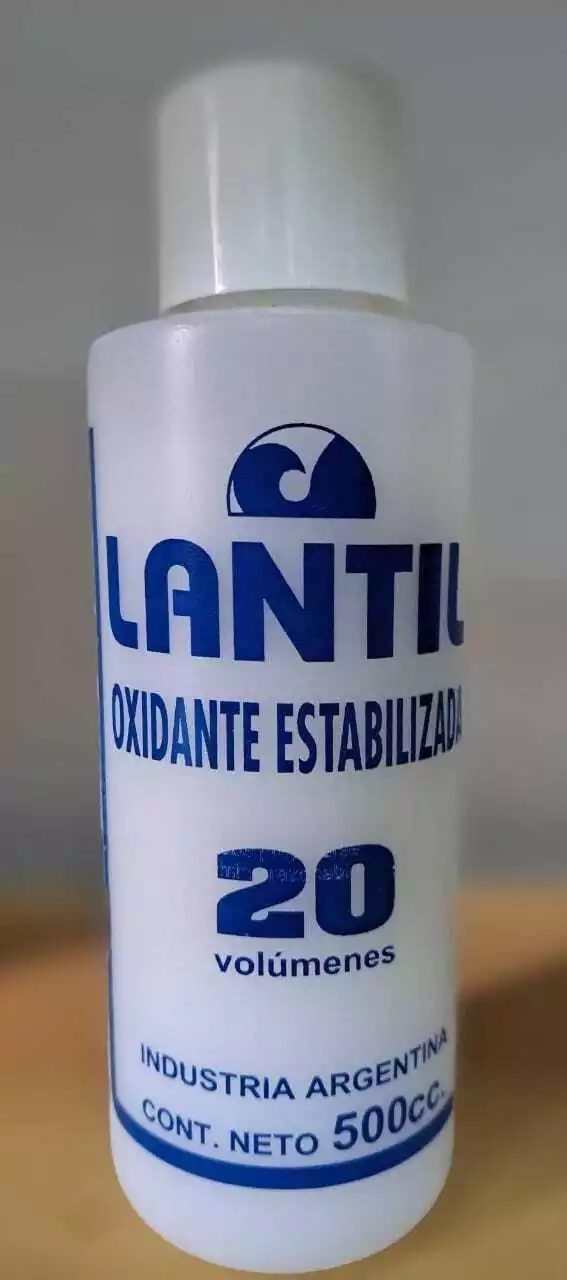 LANTIL
OXIDANTE ESTABILIZADA
20
volúmenes
INDUSTRIA ARGENTINA
CONT. NETO 500cc.